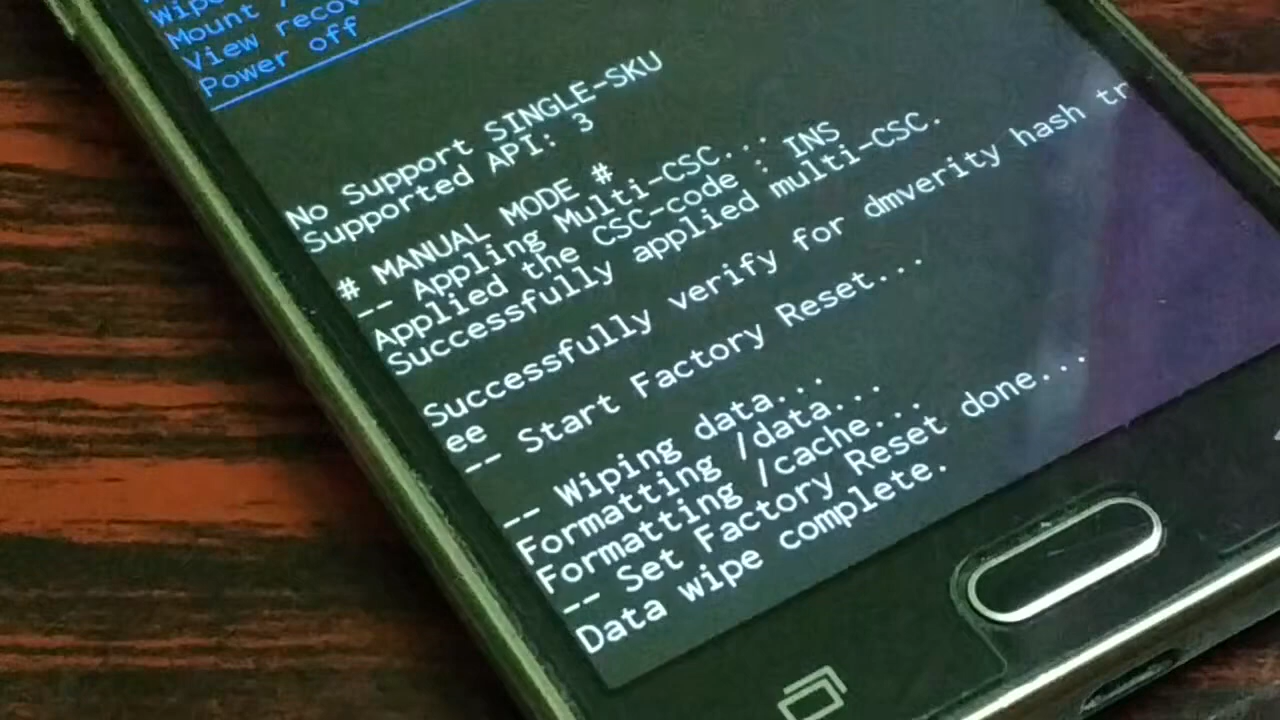 Wipe
Mount /
View recov
Power off
No Support SINGLE-SKU
Supported API: 3
# MANUAL MODE #
-- Appling Multi-CSC...
Applied the CSC-code : INS
Successfully applied multi-CSC.
Successfully verify for dmverity hash tr
ee
-- Start Factory Reset...
-- Wiping data...
Formatting /data...
Formatting /cache...
-- Set Factory Reset done...
Data wipe complete.